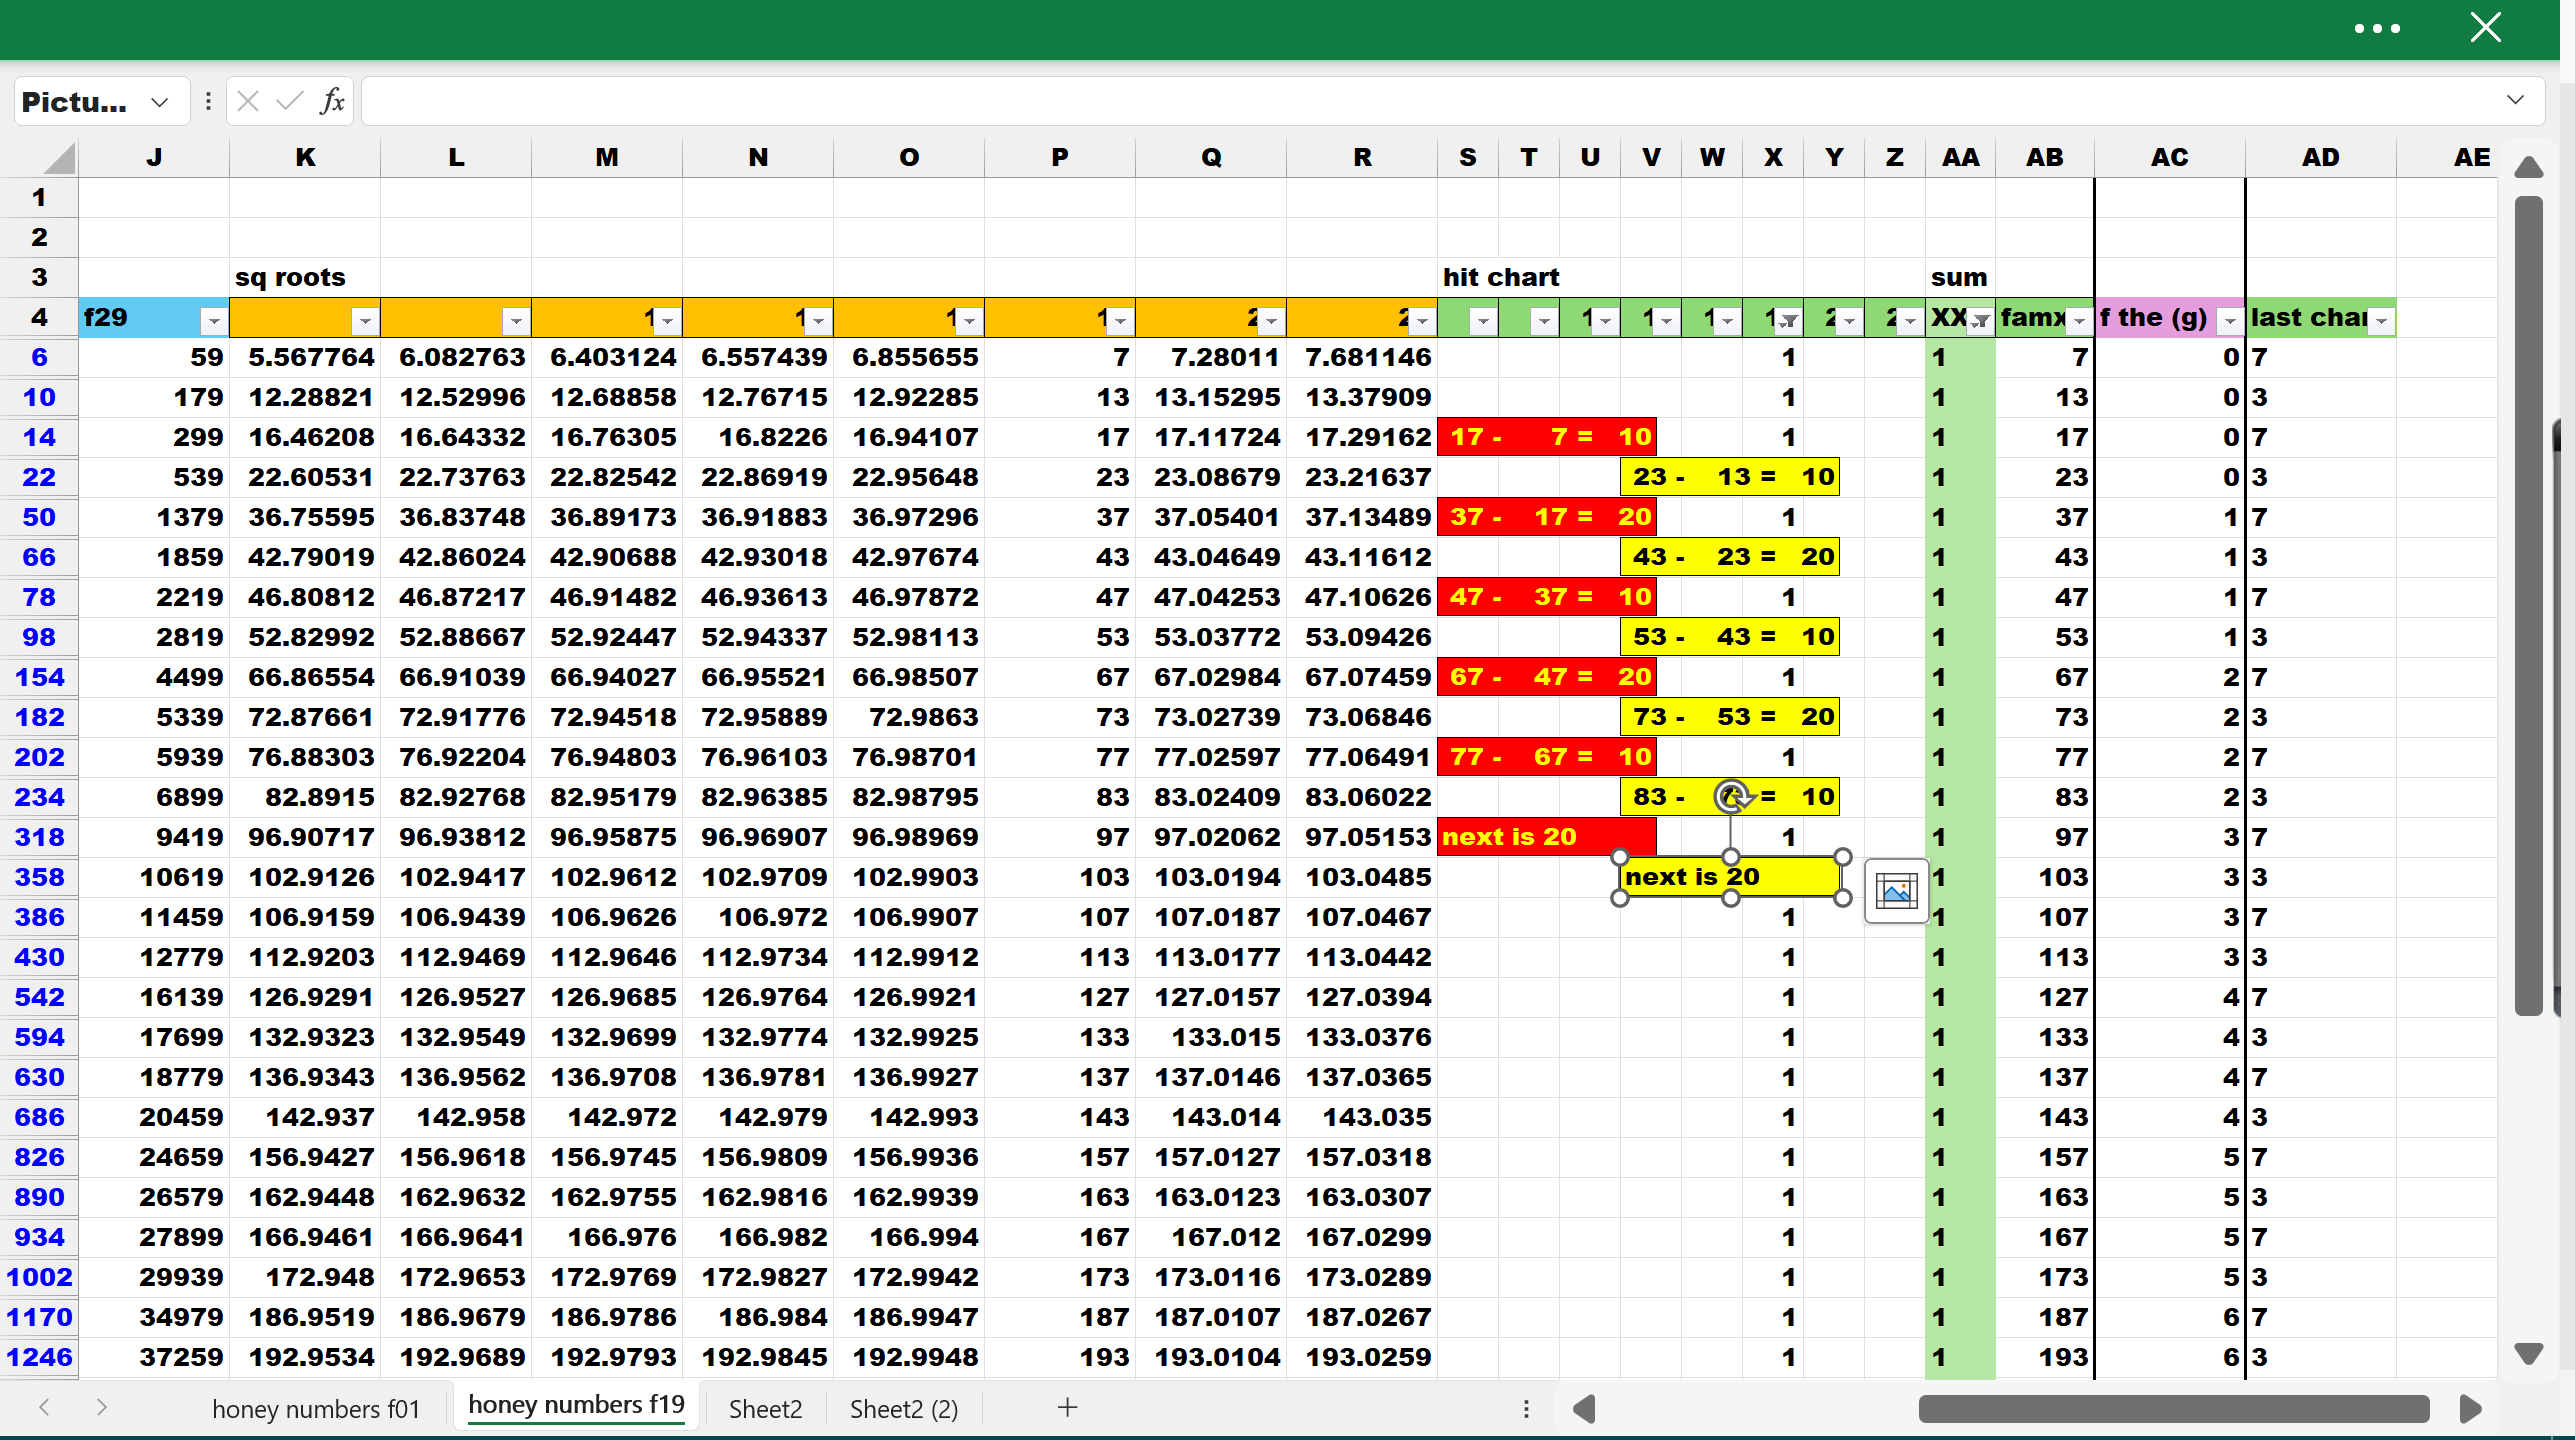 Pictu...
fx
J K L M N O P Q R S T U V W X Y Z AA AB AC AD AE
1
2
3 sq roots hit chart sum
4 f29 1 1 1 1 2 2 1 1 1 1 2 2 XX famx f the (g) last char
6 59 5.567764 6.082763 6.403124 6.557439 6.855655 7 7.28011 7.681146 1 1 7 0 7
10 179 12.28821 12.52996 12.68858 12.76715 12.92285 13 13.15295 13.37909 1 1 13 0 3
14 299 16.46208 16.64332 16.76305 16.8226 16.94107 17 17.11724 17.29162 17 - 7 = 10 1 1 17 0 7
22 539 22.60531 22.73763 22.82542 22.86919 22.95648 23 23.08679 23.21637 23 - 13 = 10 1 23 0 3
50 1379 36.75595 36.83748 36.89173 36.91883 36.97296 37 37.05401 37.13489 37 - 17 = 20 1 1 37 1 7
66 1859 42.79019 42.86024 42.90688 42.93018 42.97674 43 43.04649 43.11612 43 - 23 = 20 1 43 1 3
78 2219 46.80812 46.87217 46.91482 46.93613 46.97872 47 47.04253 47.10626 47 - 37 = 10 1 1 47 1 7
98 2819 52.82992 52.88667 52.92447 52.94337 52.98113 53 53.03772 53.09426 53 - 43 = 10 1 53 1 3
154 4499 66.86554 66.91039 66.94027 66.95521 66.98507 67 67.02984 67.07459 67 - 47 = 20 1 1 67 2 7
182 5339 72.87661 72.91776 72.94518 72.95889 72.9863 73 73.02739 73.06846 73 - 53 = 20 1 73 2 3
202 5939 76.88303 76.92204 76.94803 76.96103 76.98701 77 77.02597 77.06491 77 - 67 = 10 1 1 77 2 7
234 6899 82.8915 82.92768 82.95179 82.96385 82.98795 83 83.02409 83.06022 83 - = 10 1 83 2 3
318 9419 96.90717 96.93812 96.95875 96.96907 96.98969 97 97.02062 97.05153 next is 20 1 1 97 3 7
358 10619 102.9126 102.9417 102.9612 102.9709 102.9903 103 103.0194 103.0485 next is 20 1 103 3 3
386 11459 106.9159 106.9439 106.9626 106.972 106.9907 107 107.0187 107.0467 1 1 107 3 7
430 12779 112.9203 112.9469 112.9646 112.9734 112.9912 113 113.0177 113.0442 1 1 113 3 3
542 16139 126.9291 126.9527 126.9685 126.9764 126.9921 127 127.0157 127.0394 1 1 127 4 7
594 17699 132.9323 132.9549 132.9699 132.9774 132.9925 133 133.015 133.0376 1 1 133 4 3
630 18779 136.9343 136.9562 136.9708 136.9781 136.9927 137 137.0146 137.0365 1 1 137 4 7
686 20459 142.937 142.958 142.972 142.979 142.993 143 143.014 143.035 1 1 143 4 3
826 24659 156.9427 156.9618 156.9745 156.9809 156.9936 157 157.0127 157.0318 1 1 157 5 7
890 26579 162.9448 162.9632 162.9755 162.9816 162.9939 163 163.0123 163.0307 1 1 163 5 3
934 27899 166.9461 166.9641 166.976 166.982 166.994 167 167.012 167.0299 1 1 167 5 7
1002 29939 172.948 172.9653 172.9769 172.9827 172.9942 173 173.0116 173.0289 1 1 173 5 3
1170 34979 186.9519 186.9679 186.9786 186.984 186.9947 187 187.0107 187.0267 1 1 187 6 7
1246 37259 192.9534 192.9689 192.9793 192.9845 192.9948 193 193.0104 193.0259 1 1 193 6 3
honey numbers f01 honey numbers f19 Sheet2 Sheet2 (2) +